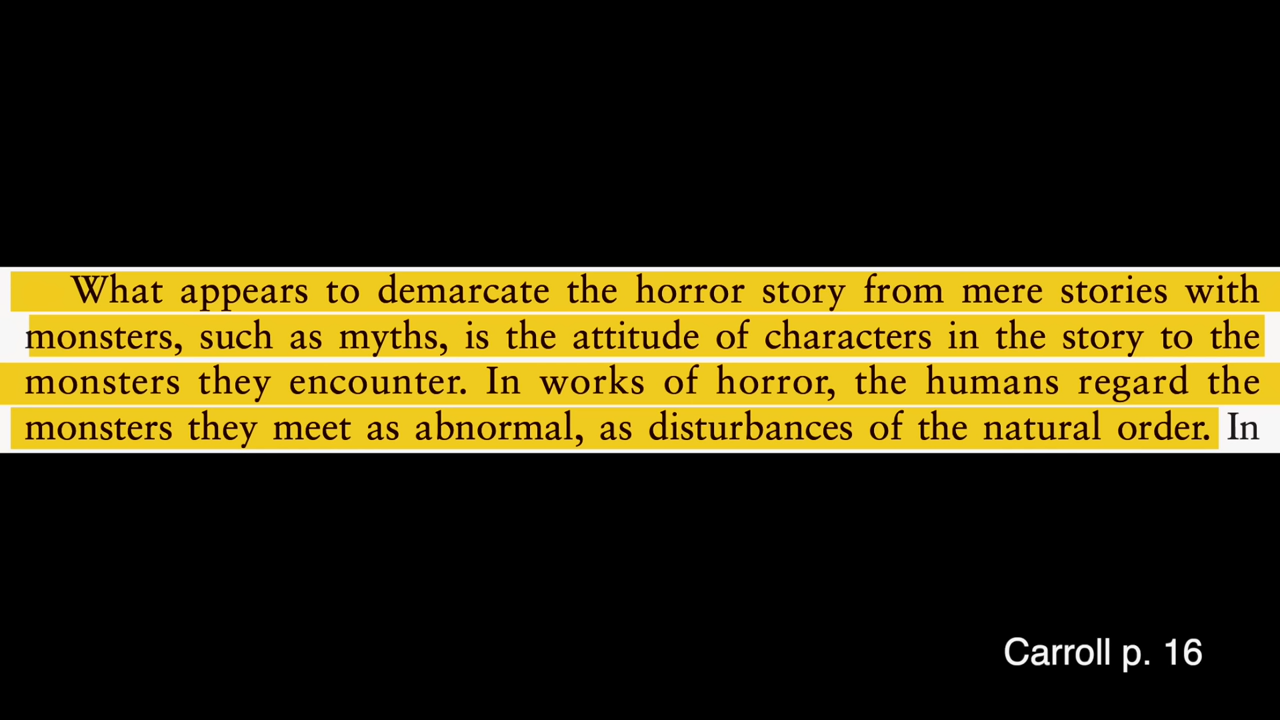 What appears to demarcate the horror story from mere stories with
monsters, such as myths, is the attitude of characters in the story to the
monsters they encounter. In works of horror, the humans regard the
monsters they meet as abnormal, as disturbances of the natural order. In
Carroll p. 16